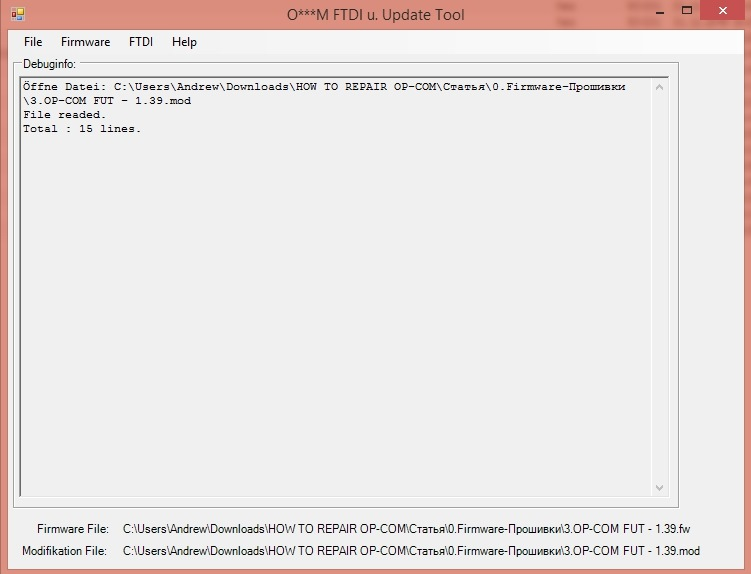 O***M FTDI u. Update Tool
File Firmware FTDI Help
Debuginfo:
Öffne Datei: C:\Users\Andrew\Downloads\HOW TO REPAIR OP-COM\Статья\0.Firmware-Прошивки
\3.OP-COM FUT - 1.39.mod
File readed.
Total : 15 lines.
Firmware File: C:\Users\Andrew\Downloads\HOW TO REPAIR OP-COM\Статья\0.Firmware-Прошивки\3.OP-COM FUT - 1.39.fw
Modifikation File: C:\Users\Andrew\Downloads\HOW TO REPAIR OP-COM\Статья\0.Firmware-Прошивки\3.OP-COM FUT - 1.39.mod